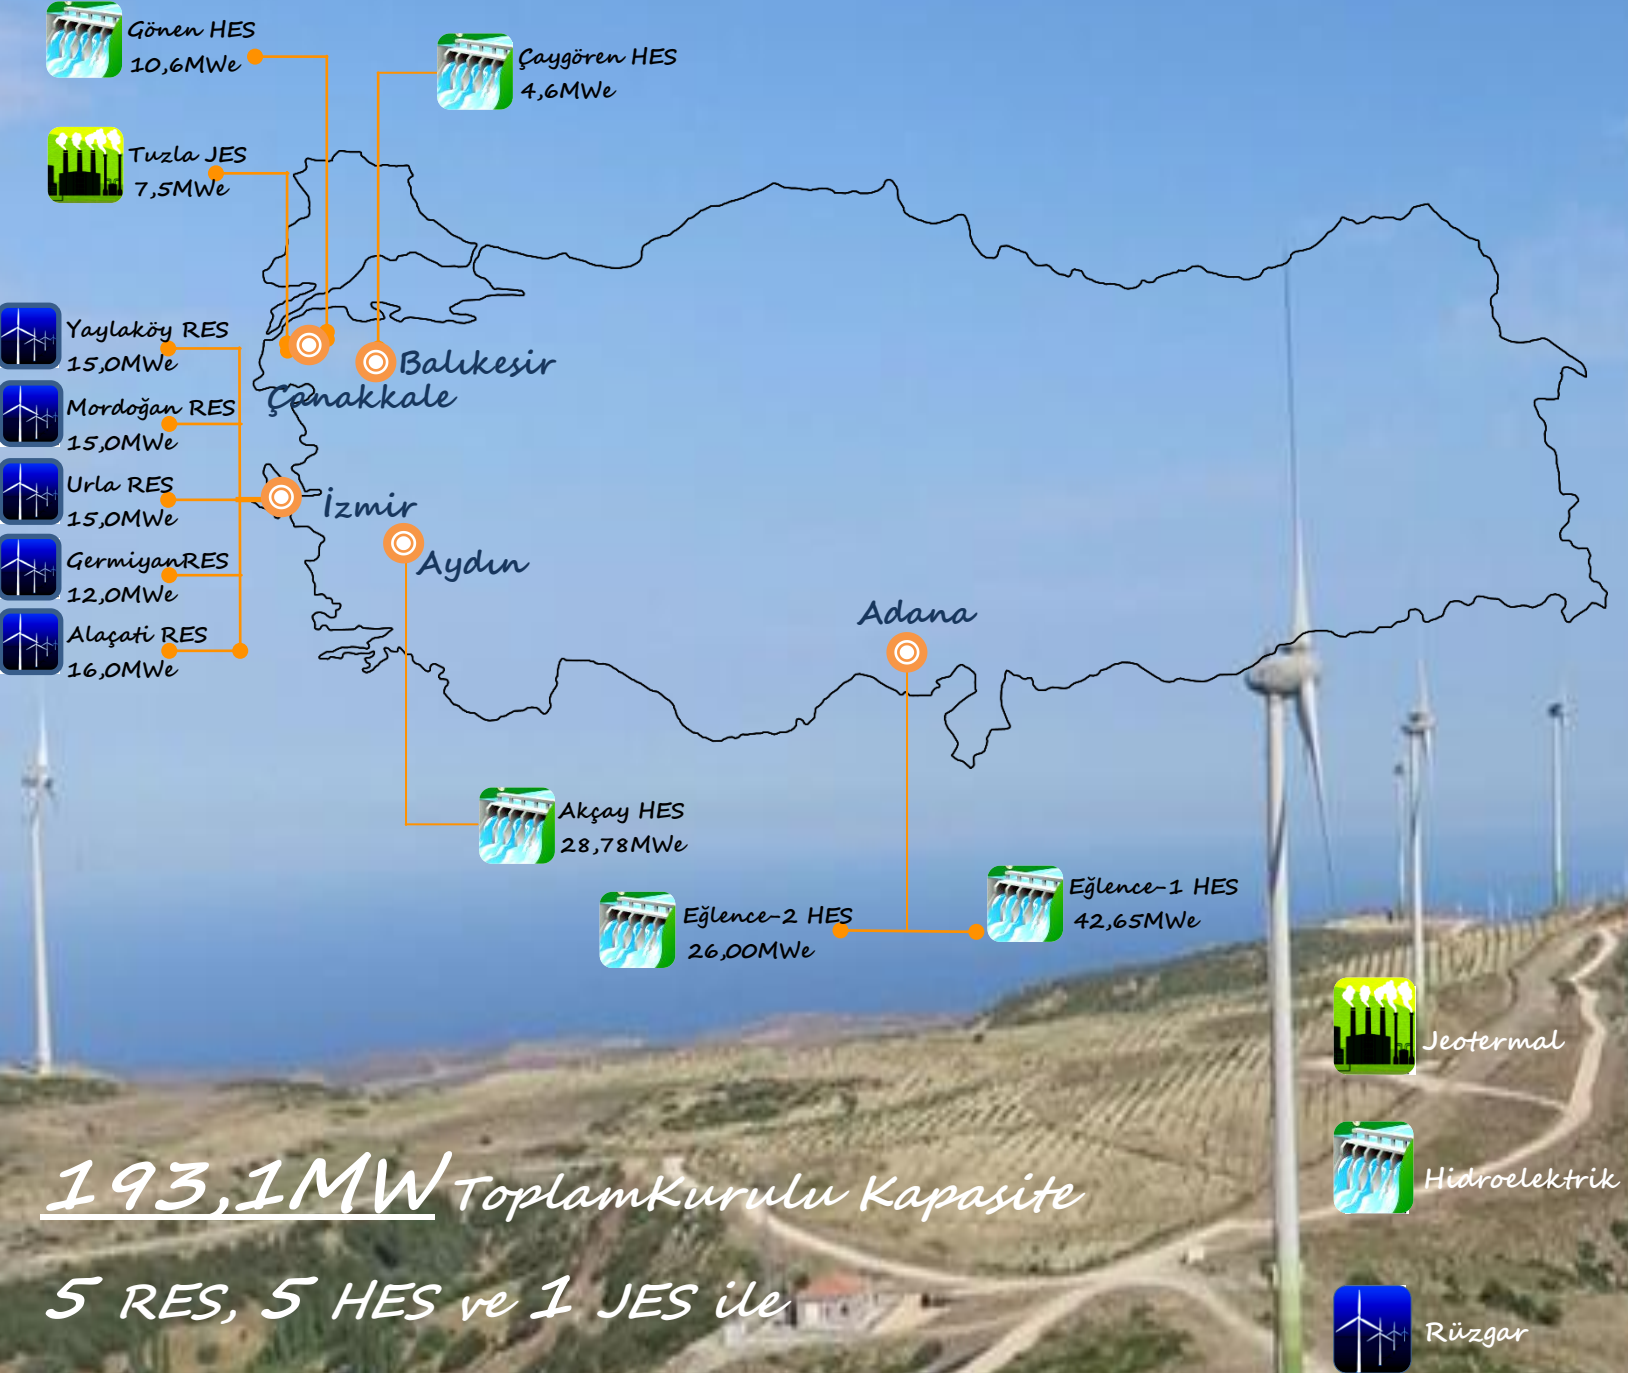 Gönen HES
10,6MWe
Çaygören HES
4,6MWe
Tuzla JES
7,5MWe
Yaylaköy RES
15,0MWe
Mordoğan RES
15,0MWe
Urla RES
15,0MWe
GermiyanRES
12,0MWe
Alaçati RES
16,0MWe
Balıkesir
Çanakkale
İzmir
Aydın
Adana
Akçay HES
28,78MWe
Eğlence-2 HES
26,00MWe
Eğlence-1 HES
42,65MWe
Jeotermal
Hidroelektrik
Rüzgar
193,1MW ToplamKurulu Kapasite
5 RES, 5 HES ve 1 JES ile